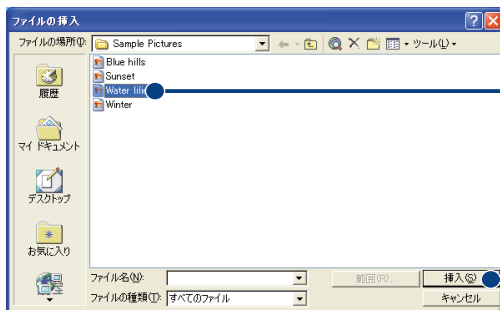 ファイルの挿入
ファイルの場所(I):
Sample Pictures
ツール(L)
Blue hills
Sunset
Water lili
Winter
履歴
マイ ドキュメント
デスクトップ
お気に入り
ファイル名(N):
範囲(R)...
挿入(S)
ファイルの種類(T):
すべてのファイル
キャンセル